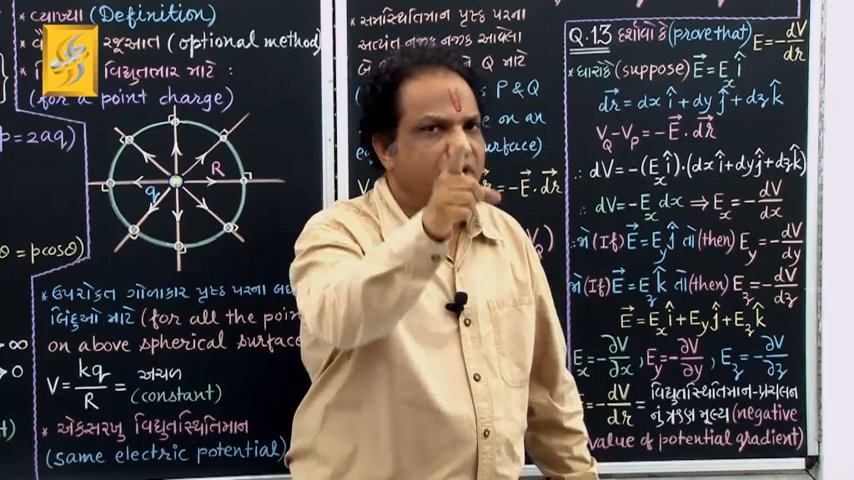 * વ્યાખ્યા (Definition)
રજૂઆત (optional method)
વિદ્યુતભાર માટે :
(for a point charge)
P=2aq)
R
q
θ = pcosθ
* ઉપરોક્ત ગોળાકાર પૃષ્ઠ પરના
બિંદુઓ માટે (for all the
on above spherical surface
V = kq/R = અચળ
(constant)
* એકસરખુ વિદ્યુતસ્થિતિમાન
(same electric potential)
* સમસ્થિતિમાન પૃષ્ઠ પરના
અત્યંત નજીક નજીક આવેલા
Q માટે
P & Q
on an
surface)
= -E⃗·dr⃗
Q.13 દર્શાવો કે (prove that) E = -dV/dr
* ધારોકે (suppose) E⃗ = Eₓ î
dr⃗ = dx î + dy ĵ + dz k̂
V_Q - V_P = -E⃗·dr⃗
∴ dV = -(Eₓ î)·(dx î + dy ĵ + dz k̂)
∴ dV = -Eₓ dx ⇒ Eₓ = -dV/dx
(If) E⃗ = E_y ĵ તો (then) E_y = -dV/dy
(If) E⃗ = E_z k̂ તો (then) E_z = -dV/dz
E⃗ = Eₓ î + E_y ĵ + E_z k̂
Eₓ = -∂V/∂x, E_y = -∂V/∂y, E_z = -∂V/∂z
= -dV/dr = વિદ્યુતસ્થિતિમાન-પ્રચલન
નું ઋણ મૂલ્ય (negative
value of potential gradient)